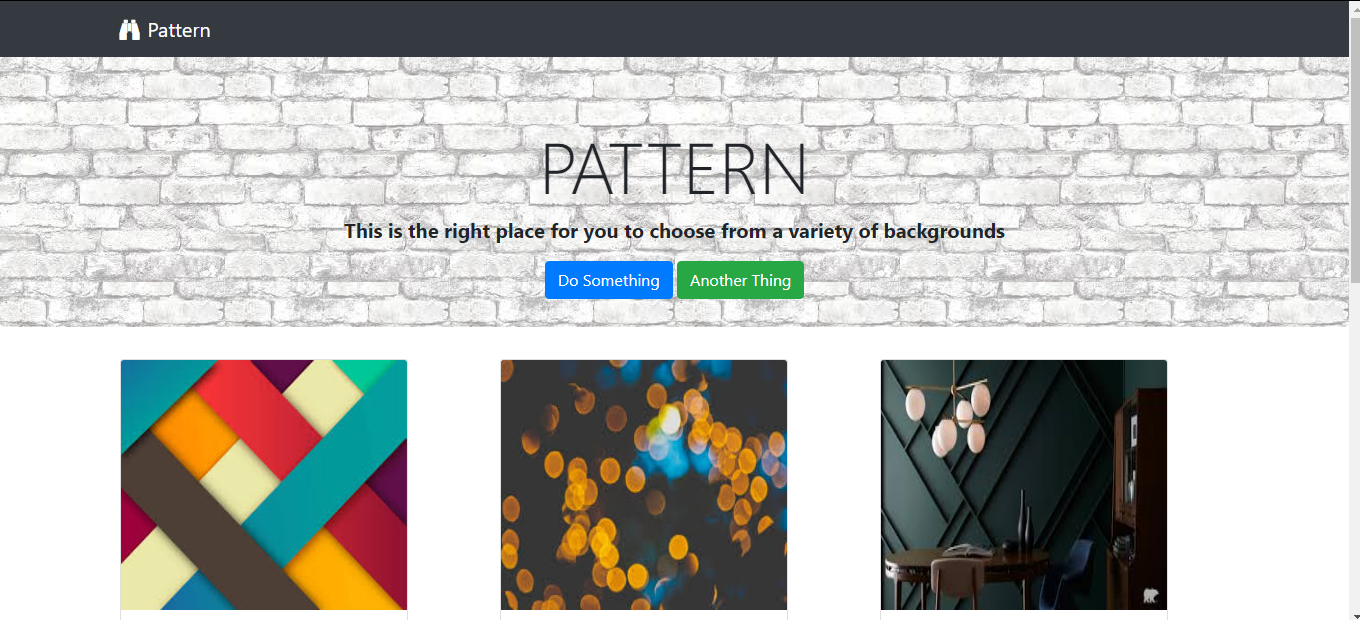 Pattern
PATTERN
This is the right place for you to choose from a variety of backgrounds
Do Something
Another Thing